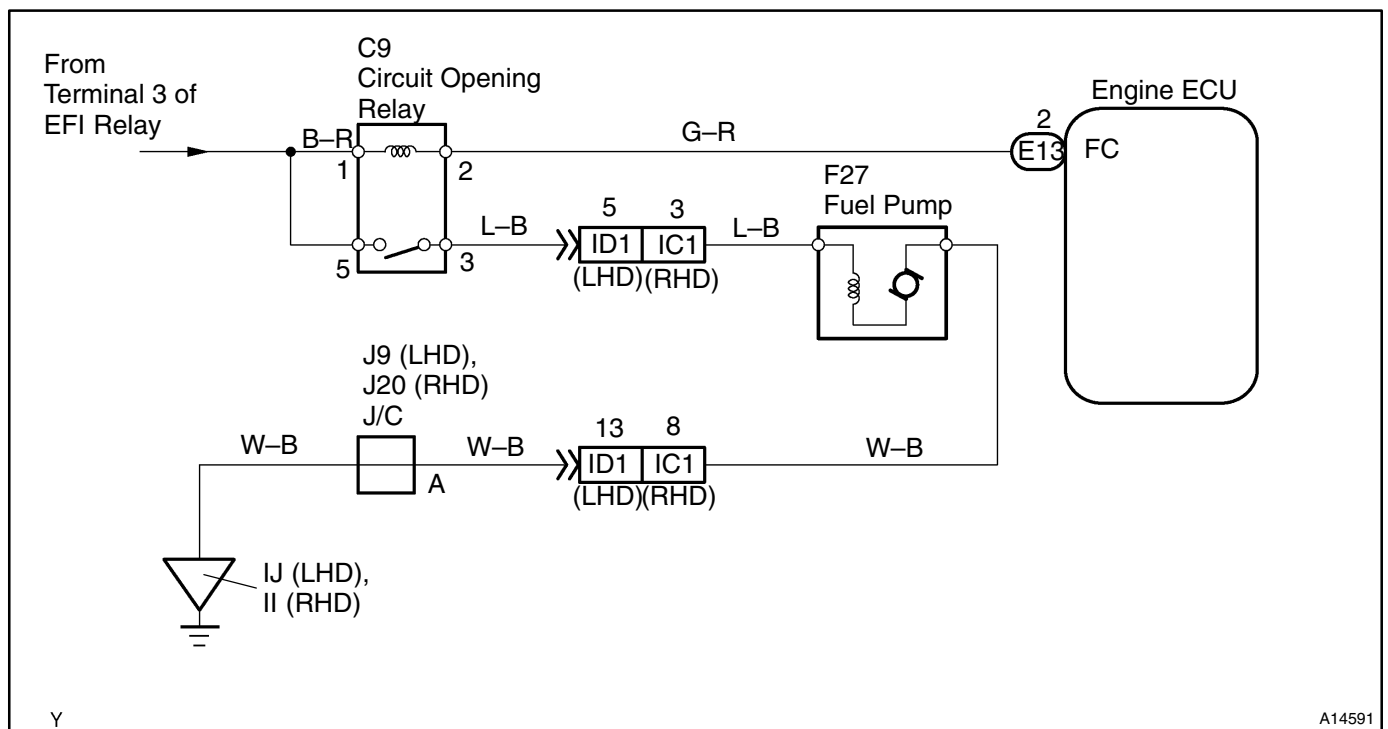 From
Terminal 3 of
EFI Relay
C9
Circuit Opening
Relay
B–R
1
2
5
3
G–R
2
E13
FC
Engine ECU
L–B
5 3
ID1 IC1
(LHD) (RHD)
L–B
F27
Fuel Pump
J9 (LHD),
J20 (RHD)
J/C
W–B
A
W–B
13 8
ID1 IC1
(LHD) (RHD)
W–B
IJ (LHD),
II (RHD)
Y
A14591